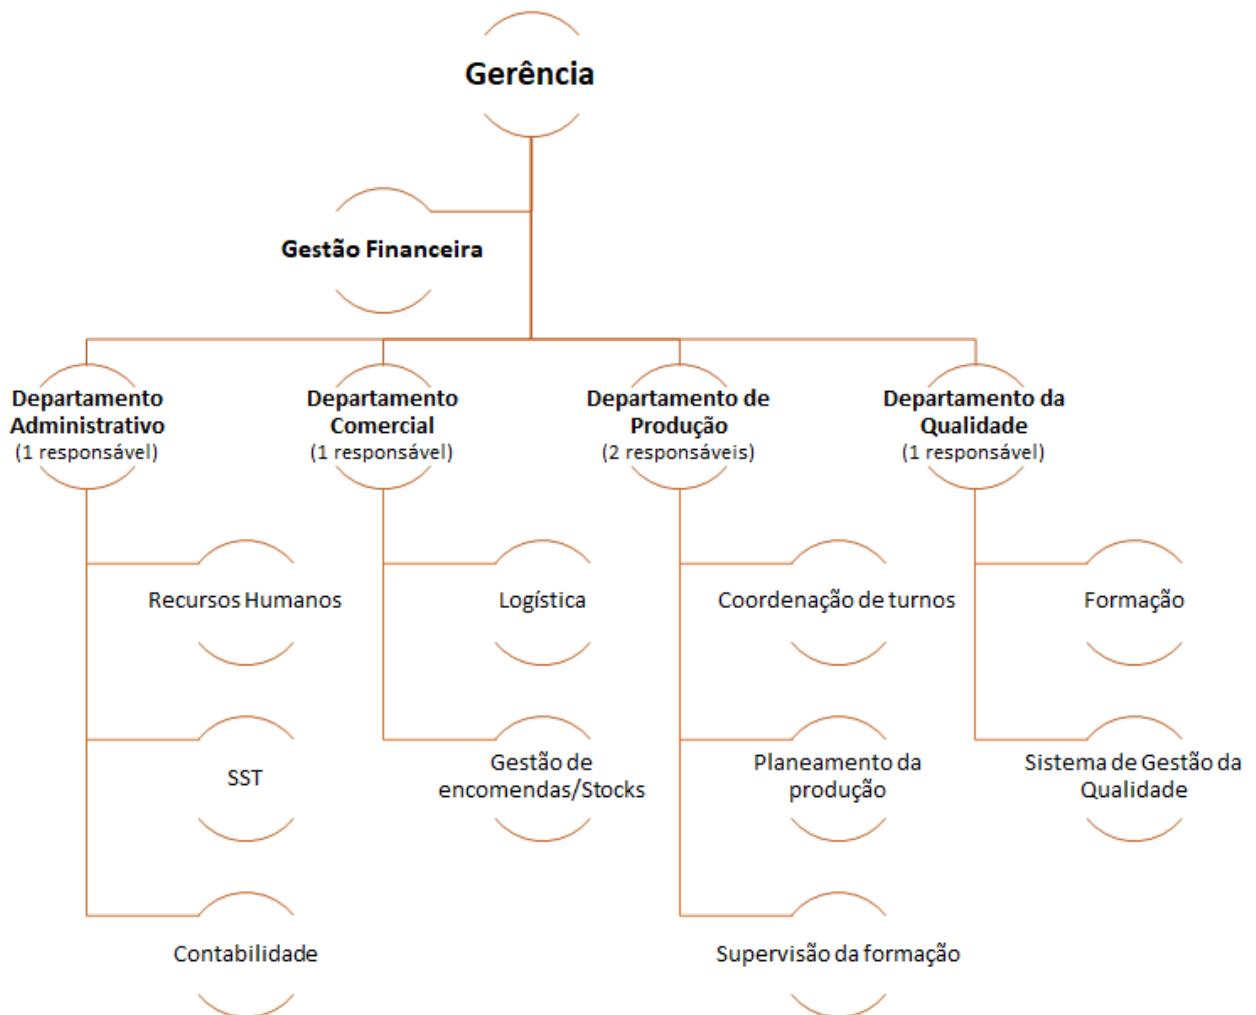 Gerência
Gestão Financeira
Departamento
Administrativo
(1 responsável)
Departamento
Comercial
(1 responsável)
Departamento de
Produção
(2 responsáveis)
Departamento da
Qualidade
(1 responsável)
Recursos Humanos
Logística
Coordenação de turnos
Formação
SST
Gestão de
encomendas/Stocks
Planeamento da
produção
Sistema de Gestão da
Qualidade
Contabilidade
Supervisão da formação